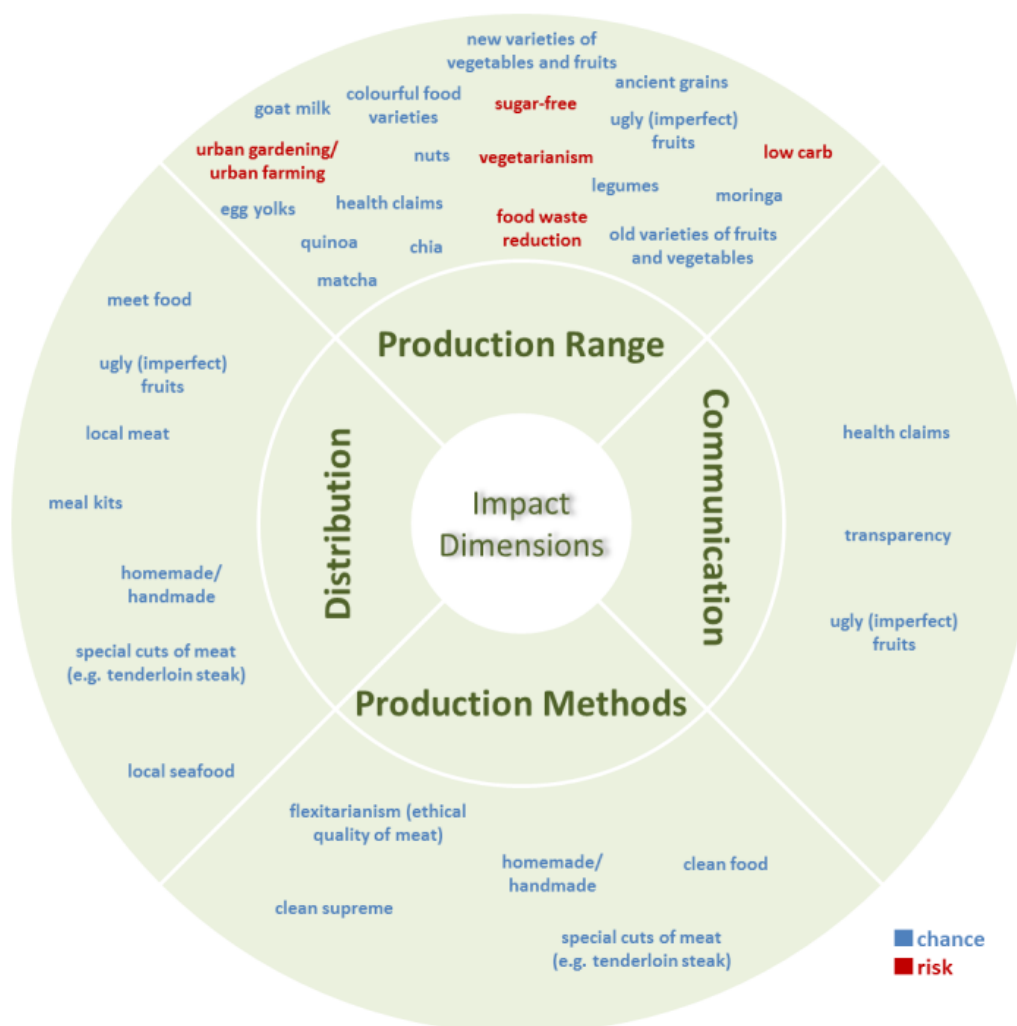 new varieties of
vegetables and fruits
ancient grains
colourful food
varieties
goat milk
sugar-free
ugly (imperfect)
fruits
urban gardening/
urban farming
nuts
vegetarianism
low carb
legumes
moringa
egg yolks
health claims
food waste
reduction
old varieties of fruits
and vegetables
quinoa
chia
matcha
Production Range
meet food
ugly (imperfect)
fruits
local meat
meal kits
homemade/
handmade
special cuts of meat
(e.g. tenderloin steak)
local seafood
Distribution
Impact
Dimensions
Communication
health claims
transparency
ugly (imperfect)
fruits
Production Methods
flexitarianism (ethical
quality of meat)
homemade/
handmade
clean food
clean supreme
special cuts of meat
(e.g. tenderloin steak)
chance
risk